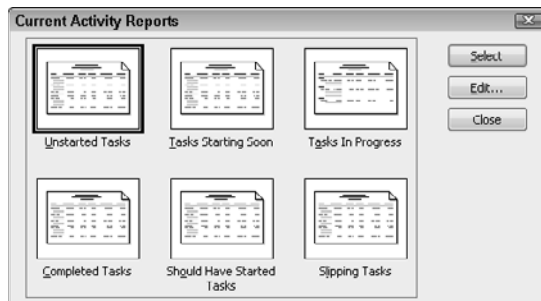 Current Activity Reports
Select
Edit...
Close
Unstarted Tasks
Tasks Starting Soon
Tasks In Progress
Completed Tasks
Should Have Started
Tasks
Slipping Tasks